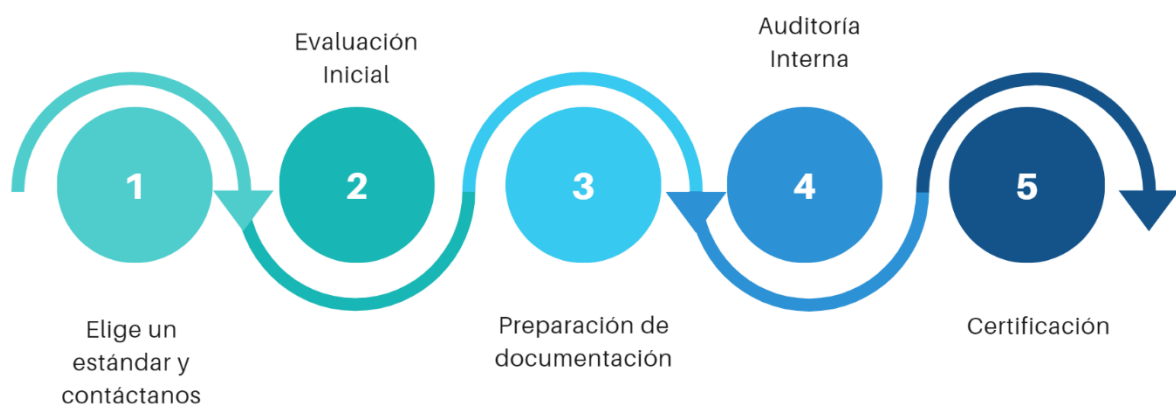 1
Elige un
estándar y
contáctanos
Evaluación
Inicial
2
3
Preparación de
documentación
Auditoría
Interna
4
5
Certificación